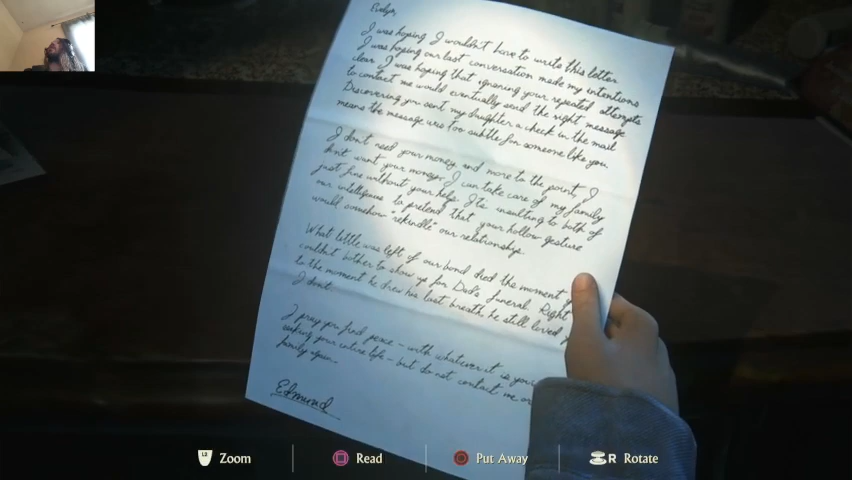 Evelyn,
I was hoping I wouldn't have to write this letter.
I was hoping our last conversation made my intentions
clear. I was hoping that ignoring your repeated attempts
to contact me would eventually send the right message.
Discovering you sent my daughter a check in the mail
means the message was too subtle for someone like you.
I don't need your money, and more to the point, I
don't want your money. I can take care of my family
just fine without your help. It's insulting to both of
our intelligence to pretend that your hollow gesture
would somehow "rekindle" our relationship.
What little was left of our bond died the moment
couldn't bother to show up for Dad's funeral. Right
to the moment he drew his last breath he still loved
I don't.
I pray you find peace - with whatever it is you're
seeking your entire life - but do not contact me or
family again.
Edmund
L2 Zoom
Read
Put Away
R Rotate